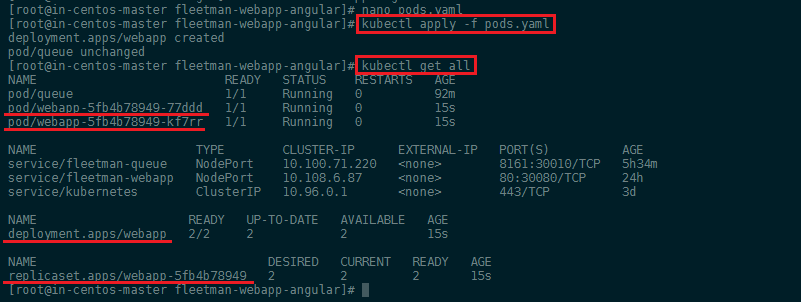 [root@in-centos-master fleetman-webapp-angular]# nano pods.yaml
[root@in-centos-master fleetman-webapp-angular]# kubectl apply -f pods.yaml
deployment.apps/webapp created
pod/queue unchanged
[root@in-centos-master fleetman-webapp-angular]# kubectl get all
NAME READY STATUS RESTARTS AGE
pod/queue 1/1 Running 0 92m
pod/webapp-5fb4b78949-77ddd 1/1 Running 0 15s
pod/webapp-5fb4b78949-kf7rr 1/1 Running 0 15s
NAME TYPE CLUSTER-IP EXTERNAL-IP PORT(S) AGE
service/fleetman-queue NodePort 10.100.71.220 <none> 8161:30010/TCP 5h34m
service/fleetman-webapp NodePort 10.108.6.87 <none> 80:30080/TCP 24h
service/kubernetes ClusterIP 10.96.0.1 <none> 443/TCP 3d
NAME READY UP-TO-DATE AVAILABLE AGE
deployment.apps/webapp 2/2 2 2 15s
NAME DESIRED CURRENT READY AGE
replicaset.apps/webapp-5fb4b78949 2 2 2 15s
[root@in-centos-master fleetman-webapp-angular]#